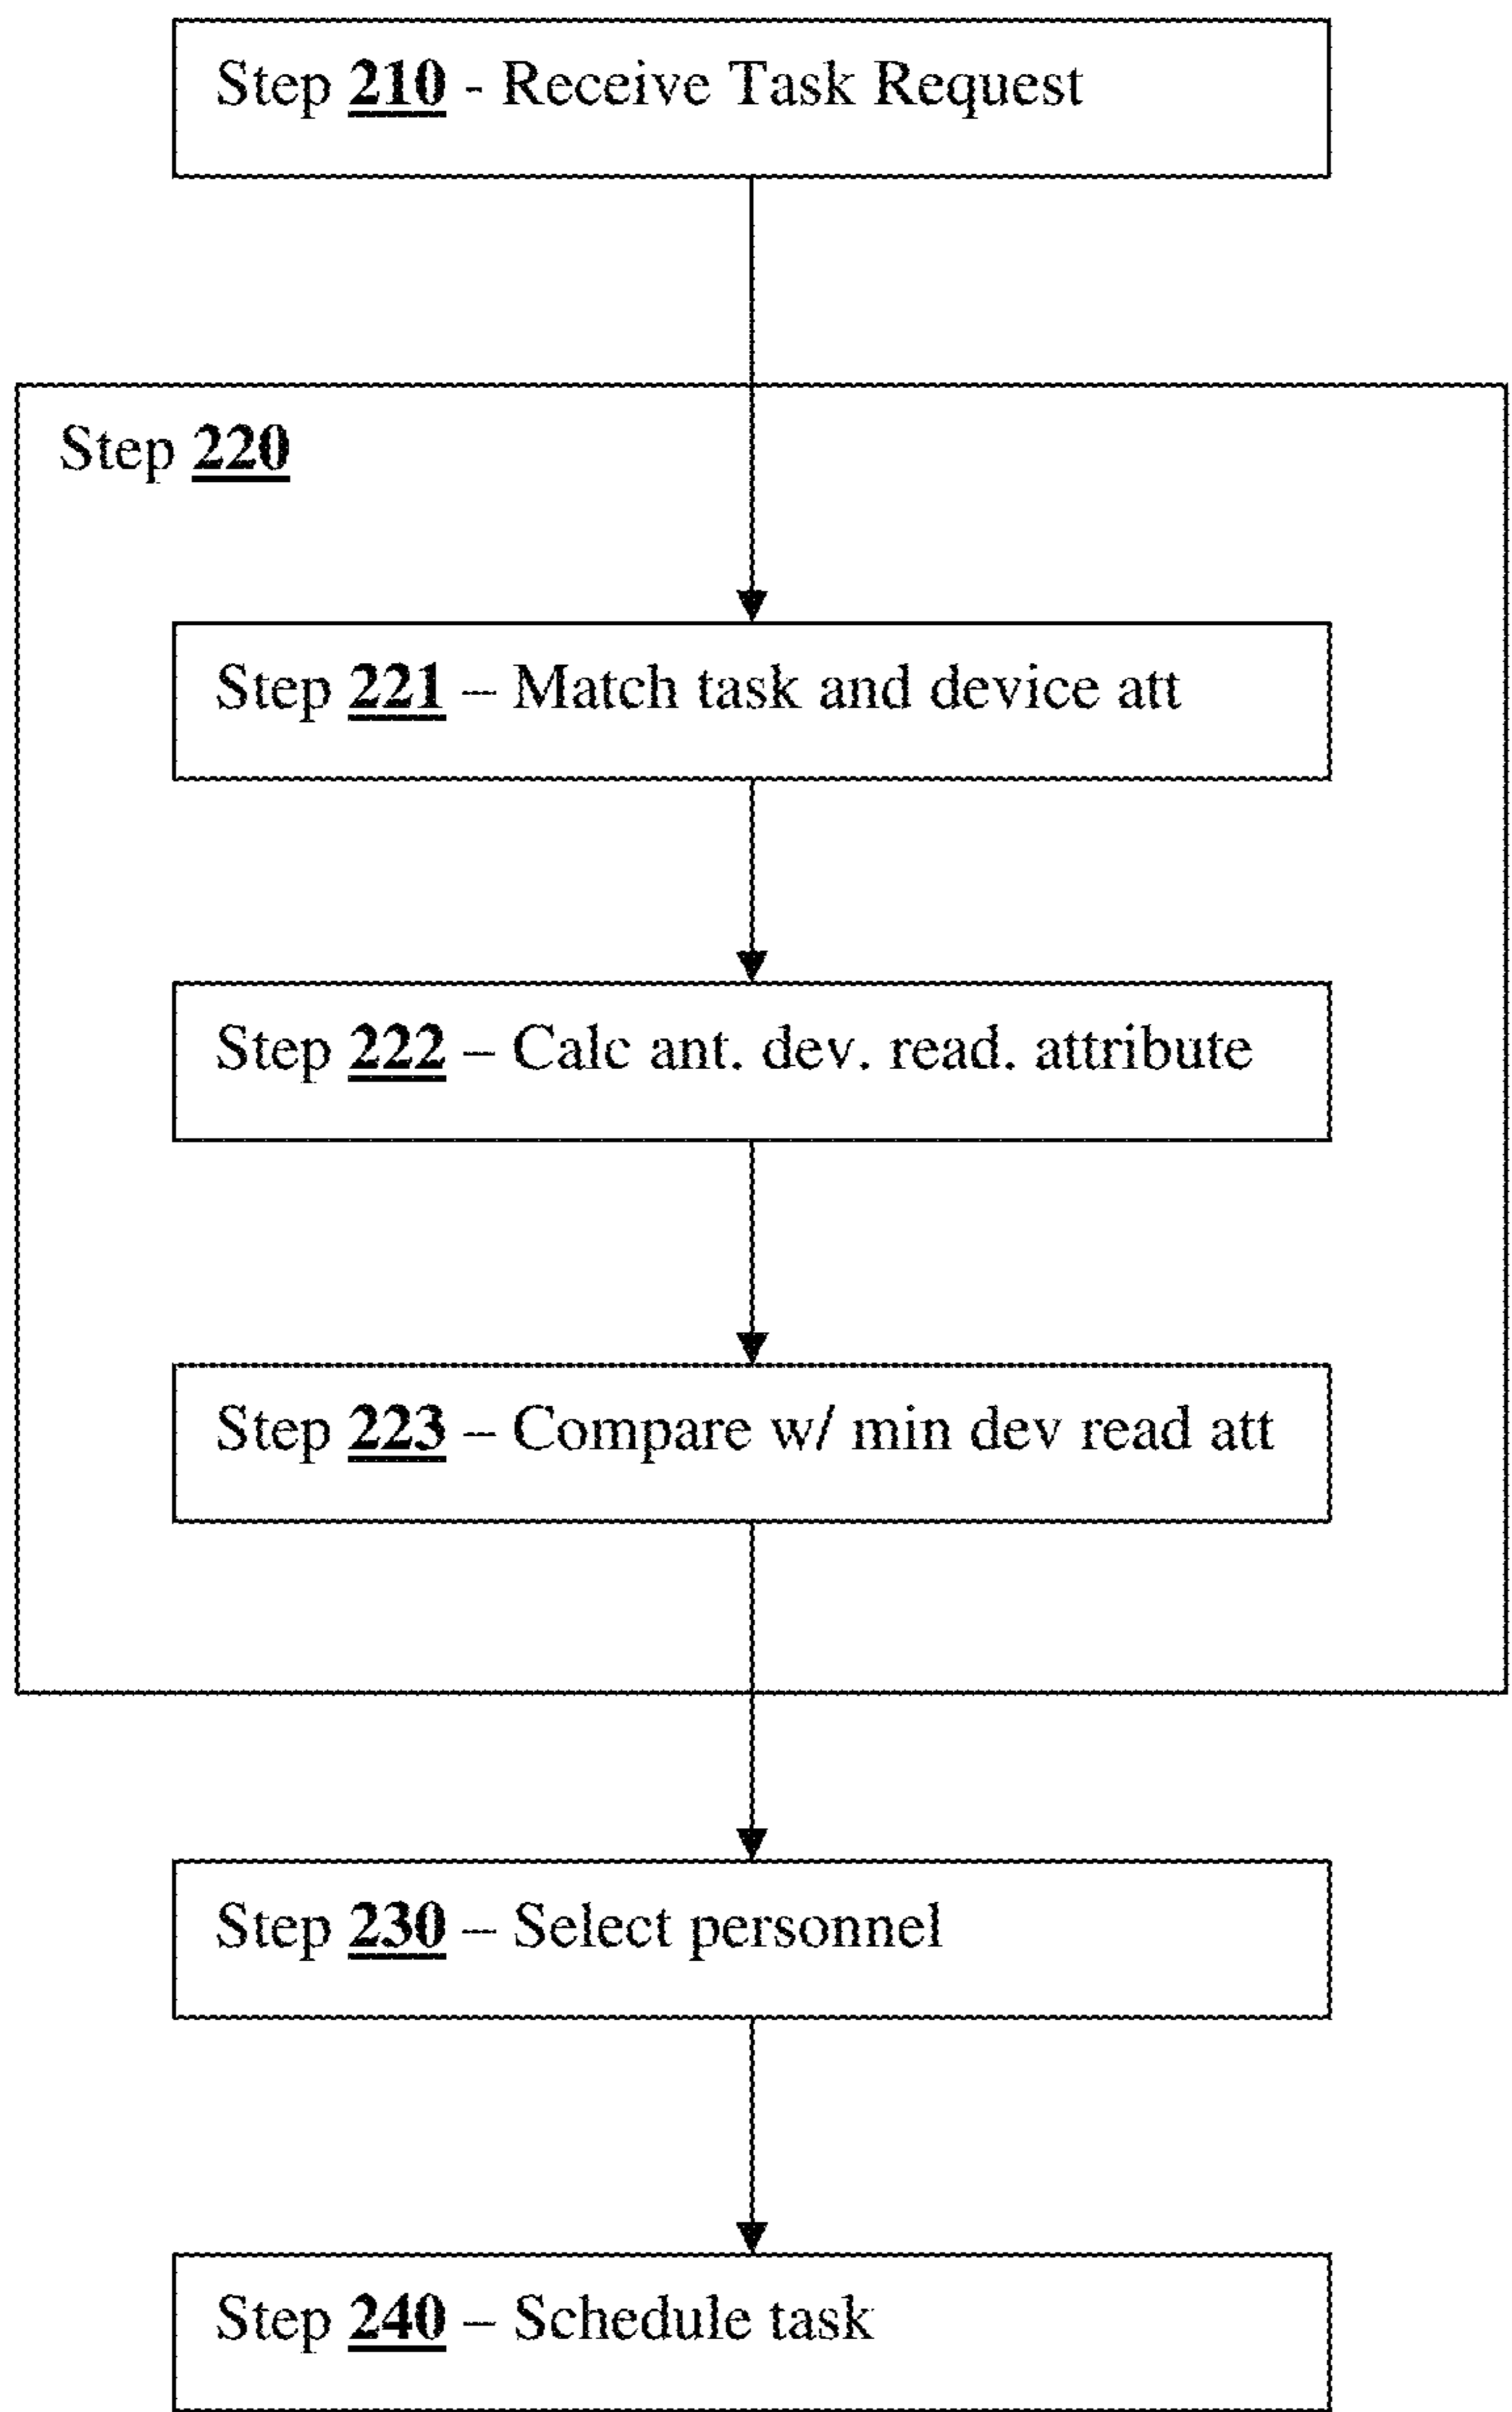 Step 210 - Receive Task Request
Step 220
Step 221 – Match task and device att
Step 222 – Calc ant. dev. read. attribute
Step 223 – Compare w/ min dev read att
Step 230 – Select personnel
Step 240 – Schedule task